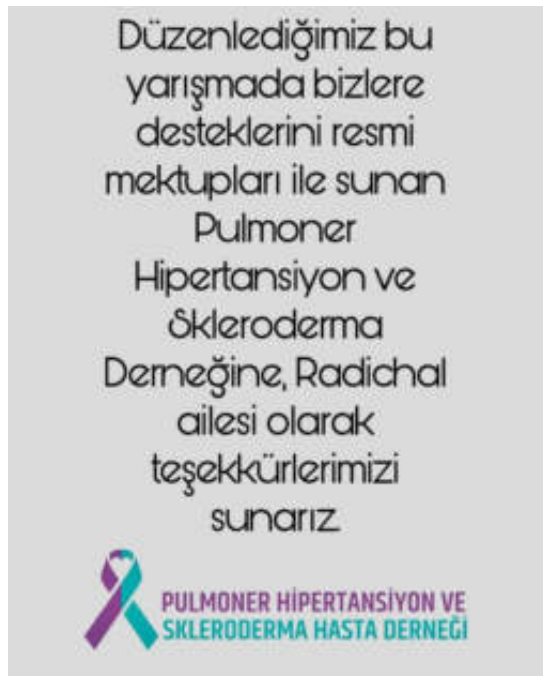 Düzenlediğimiz bu
yarışmada bizlere
desteklerini resmi
mektupları ile sunan
Pulmoner
Hipertansiyon ve
Skleroderma
Derneğine, Radichal
ailesi olarak
teşekkürlerimizi
sunarız.
PULMONER HİPERTANSİYON VE
SKLERODERMA HASTA DERNEĞİ